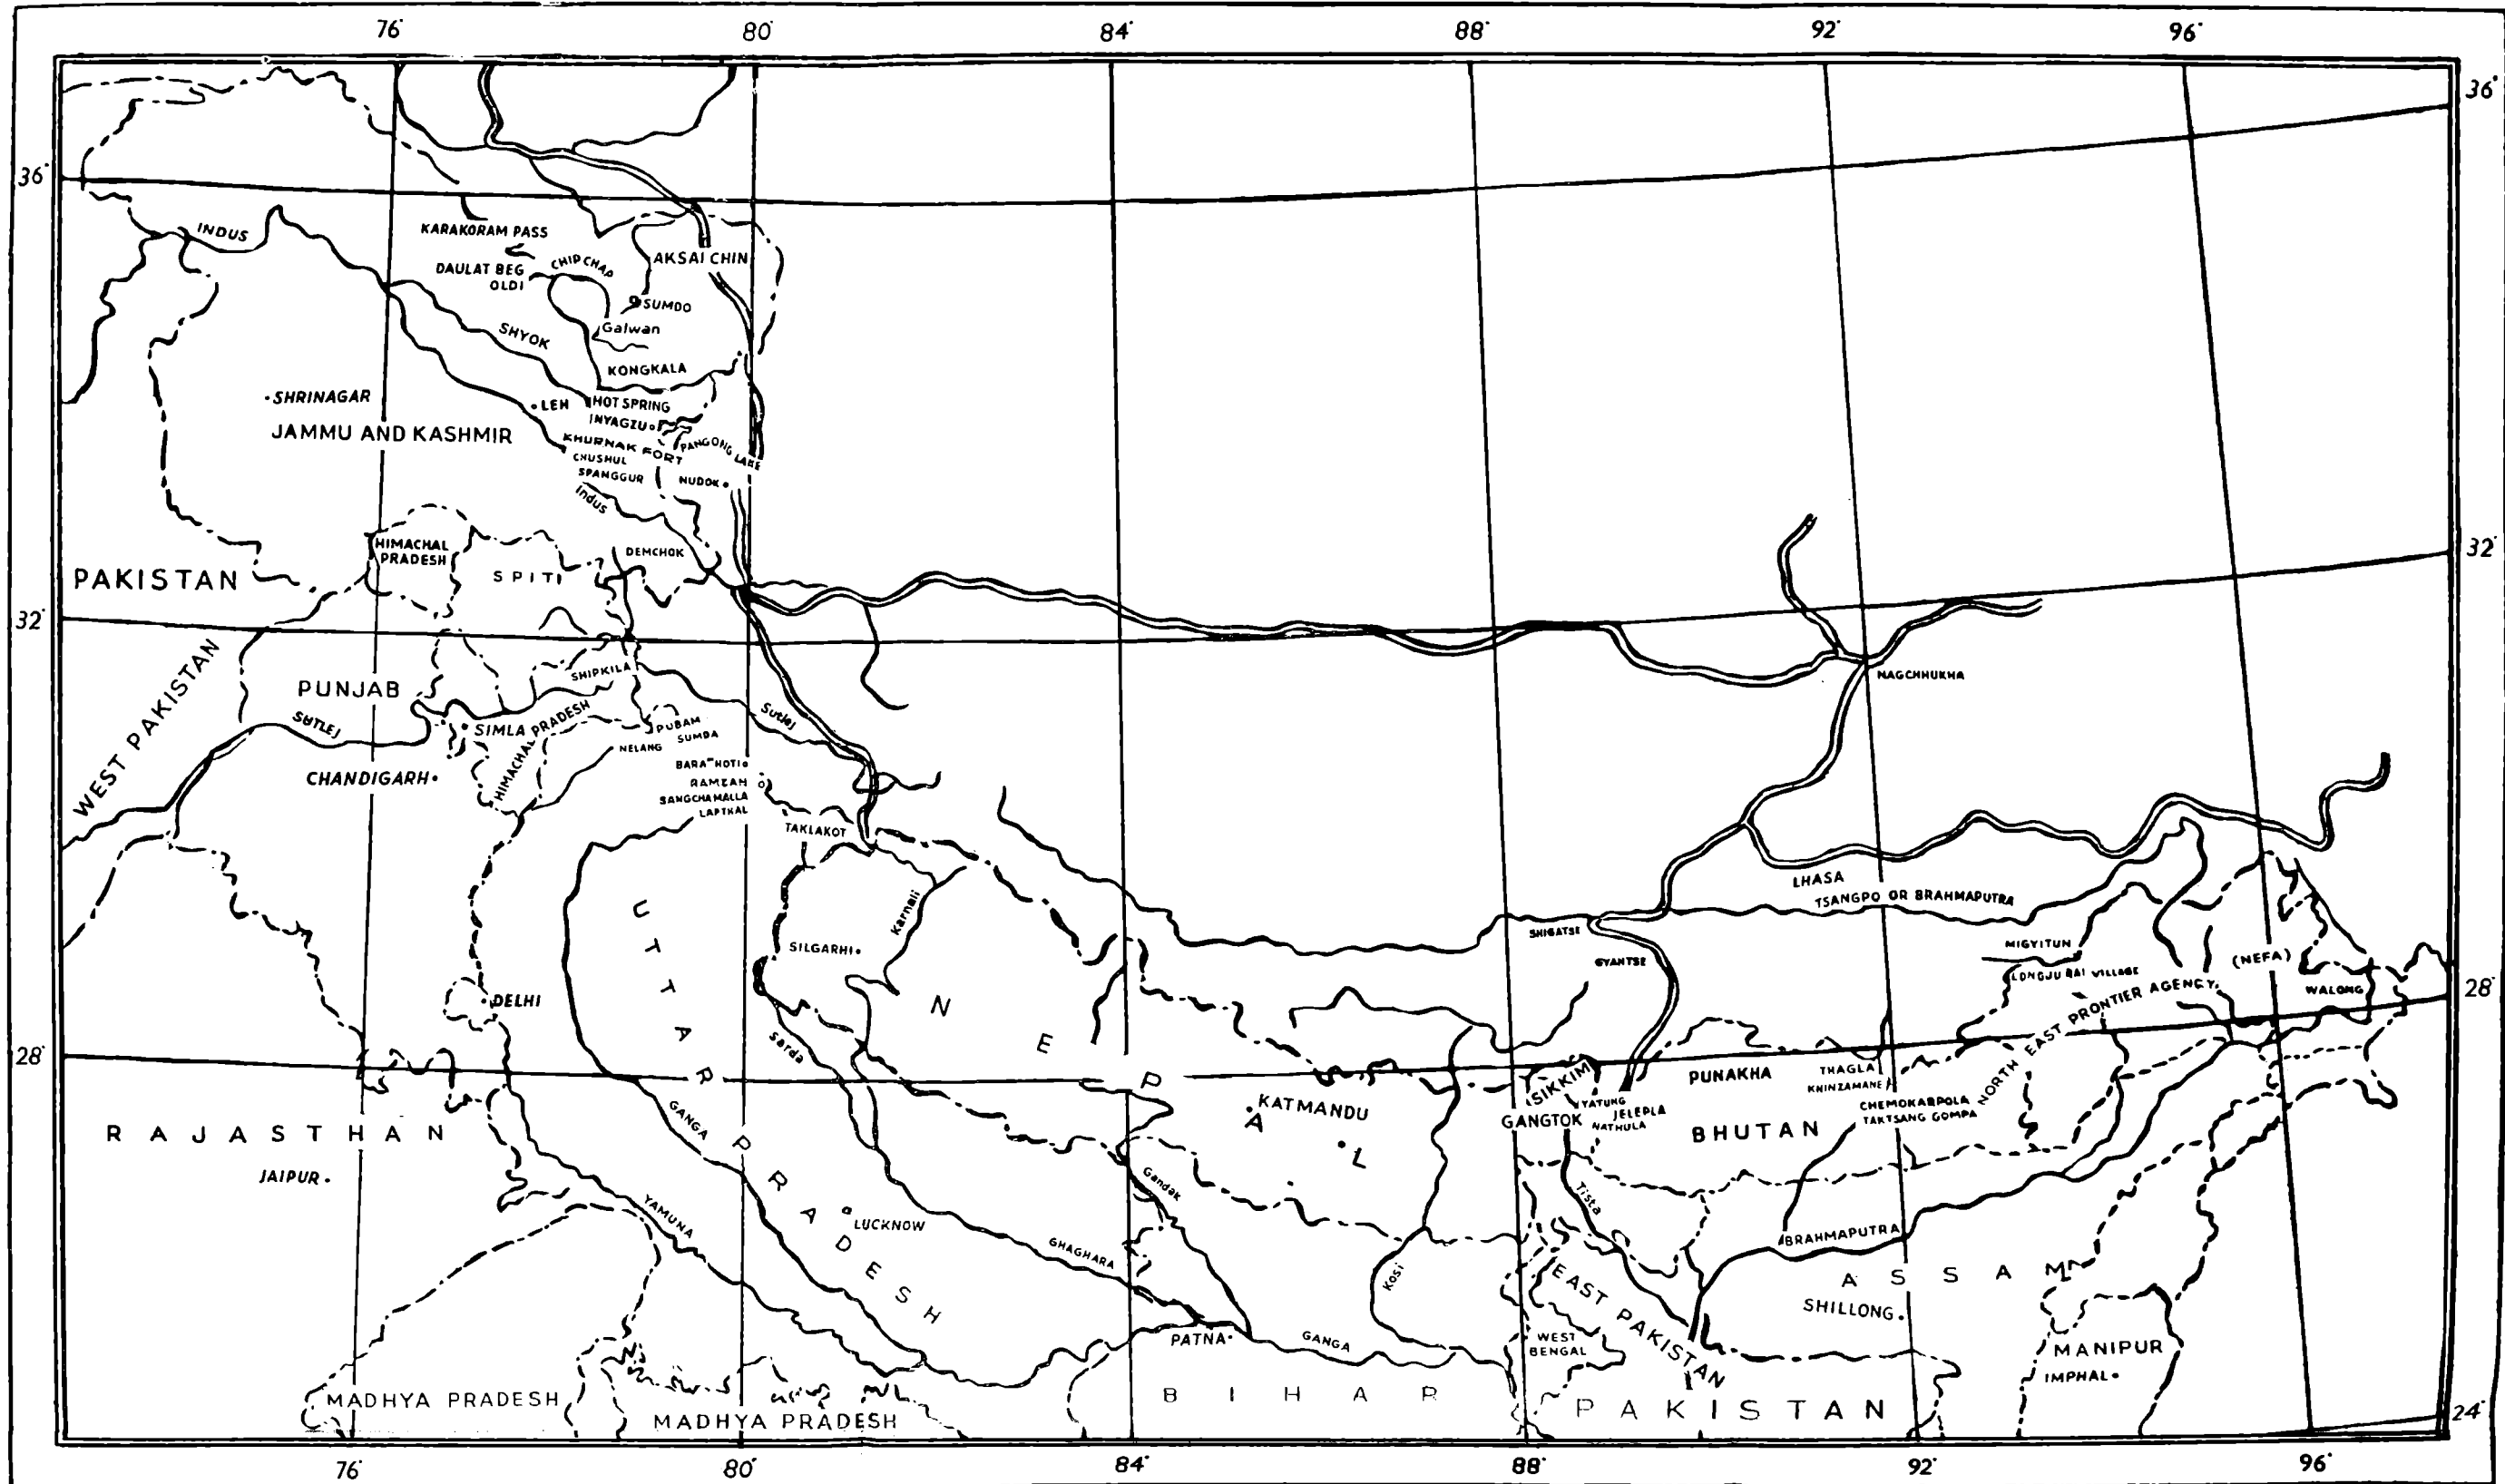 76°
80°
84°
88°
92°
96°
36°
36°
INDUS
KARAKORAM PASS
DAULAT BEG
OLDI
CHIP CHAP
AKSAI CHIN
SUMDO
Galwan
SHYOK
KONGKALA
SHRINAGAR
LEH
HOT SPRING
INYAGZU
JAMMU AND KASHMIR
KHURNAK FORT
PANGONG LAKE
CHUSHUL
SPANGGUR
NUDOK
Indus
HIMACHAL
PRADESH
DEMCHOK
SPITI
PAKISTAN
32°
32°
WEST PAKISTAN
PUNJAB
SHIPKILA
NAGCHHUKHA
SUTLEJ
SIMLA
HIMACHAL PRADESH
PUBAM
SUMDA
Sutlej
NELANG
CHANDIGARH
BARA HOTI
RAMEAH
SANGCHAMALLA
LAPTHAL
TAKLAKOT
LHASA
TSANGPO OR BRAHMAPUTRA
Karnali
SILGARHI
SHIGATSE
GYANTSE
MIGYITUN
LONGJU RAI VILLAGE
(NEFA)
WALONG
DELHI
28°
28°
UTTAR PRADESH
NEPAL
Sarda
NORTH EAST PRONTIER AGENCY
SIKKIM
PUNAKHA
THAGLA
KHINZAMANE
KATMANDU
YATUNG
JELEPLA
GANGTOK
NATHULA
CHEMOKARPOLA
TAKTSANG GOMPA
BHUTAN
RAJASTHAN
GANGA
JAIPUR
Gandak
Tista
YAMUNA
LUCKNOW
GHAGHARA
BRAHMAPUTRA
Kosi
EAST PAKISTAN
ASSAM
SHILLONG
PATNA
GANGA
WEST
BENGAL
MANIPUR
IMPHAL
MADHYA PRADESH
MADHYA PRADESH
BIHAR
PAKISTAN
24°
76°
80°
84°
88°
92°
96°